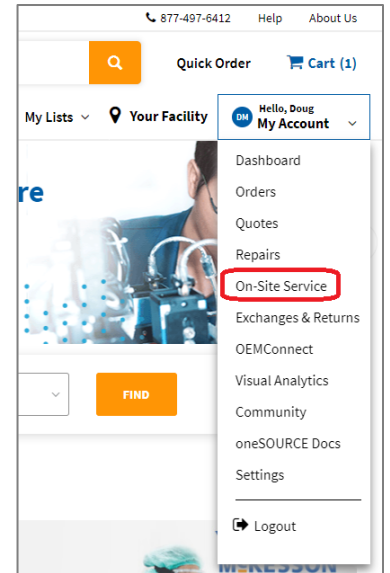 877-497-6412 Help About Us
Quick Order Cart (1)
My Lists Your Facility DM Hello, Doug
My Account
re
Dashboard
Orders
Quotes
Repairs
On-Site Service
Exchanges & Returns
OEMConnect
Visual Analytics
Community
oneSOURCE Docs
Settings
FIND
Logout
McKESSON